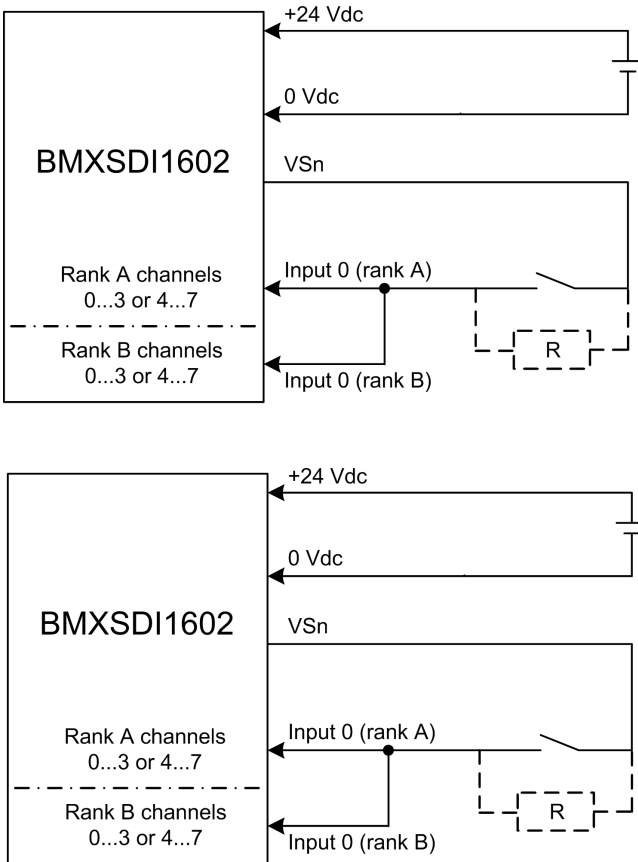 +24 Vdc
0 Vdc
BMXSDI1602
VSn
Rank A channels
0...3 or 4...7
Input 0 (rank A)
Rank B channels
0...3 or 4...7
R
Input 0 (rank B)
+24 Vdc
0 Vdc
BMXSDI1602
VSn
Rank A channels
0...3 or 4...7
Input 0 (rank A)
Rank B channels
0...3 or 4...7
R
Input 0 (rank B)